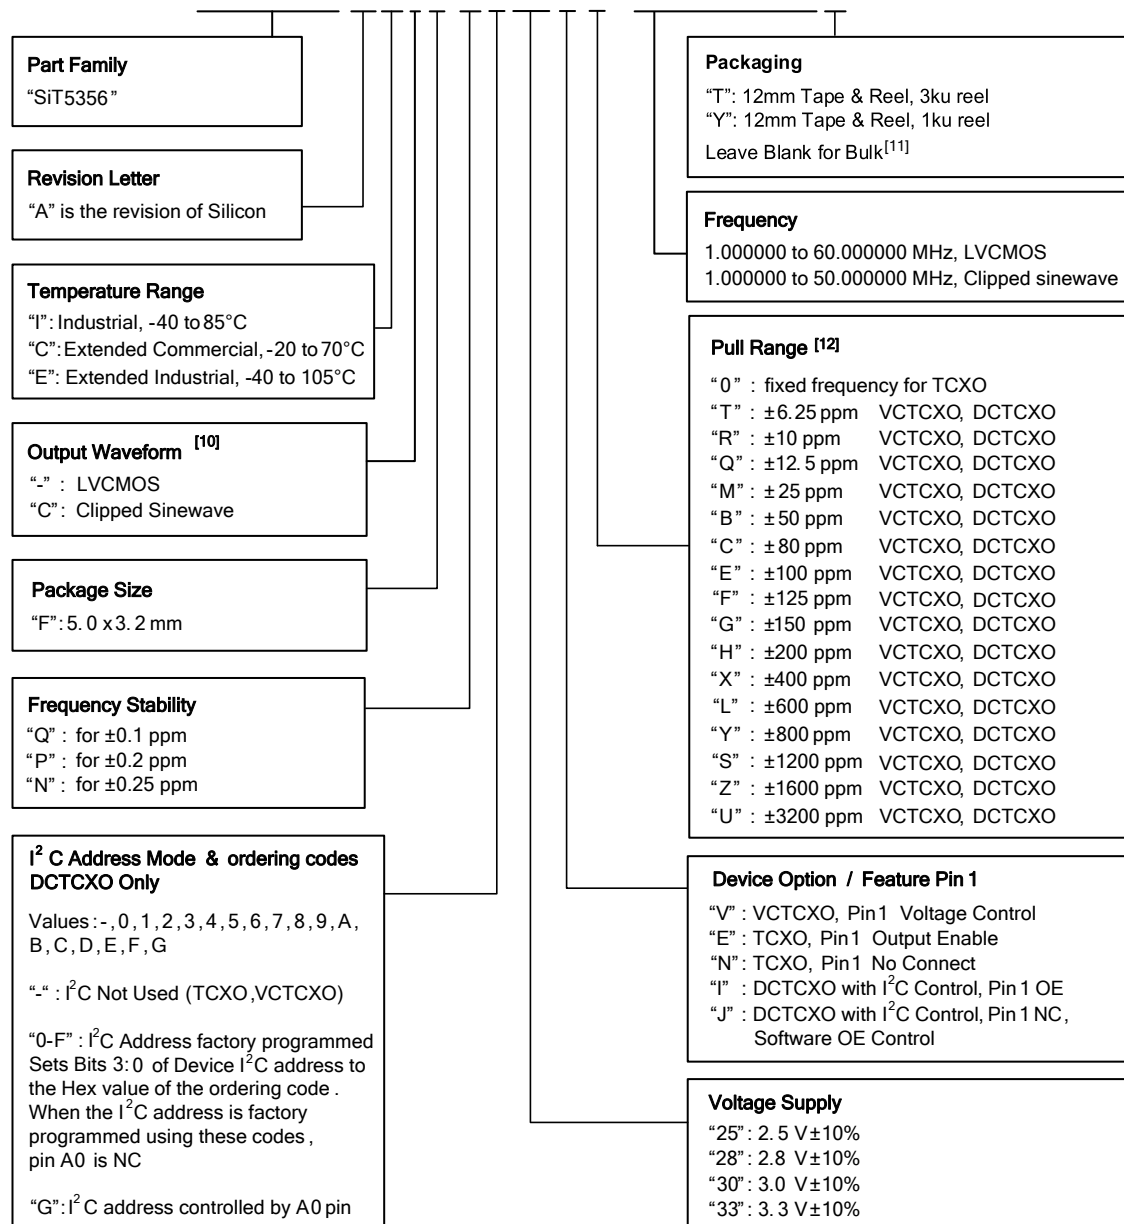 Part Family
“SiT5356”
Revision Letter
“A” is the revision of Silicon
Temperature Range
“I”: Industrial, -40 to 85°C
“C”: Extended Commercial, -20 to 70°C
“E”: Extended Industrial, -40 to 105°C
Output Waveform [10]
“-” : LVCMOS
“C” : Clipped Sinewave
Package Size
“F”: 5.0 x 3.2 mm
Frequency Stability
“Q” : for ±0.1 ppm
“P” : for ±0.2 ppm
“N” : for ±0.25 ppm
I² C Address Mode & ordering codes
DCTCXO Only
Values : - , 0 , 1 , 2 , 3 , 4 , 5 , 6 , 7 , 8 , 9 , A ,
B , C , D , E , F , G
“-“ : I²C Not Used (TCXO ,VCTCXO)
“0-F” : I²C Address factory programmed
Sets Bits 3:0 of Device I²C address to
the Hex value of the ordering code .
When the I²C address is factory
programmed using these codes ,
pin A0 is NC
“G”: I² C address controlled by A0 pin
Packaging
“T”: 12mm Tape & Reel, 3ku reel
“Y”: 12mm Tape & Reel, 1ku reel
Leave Blank for Bulk[11]
Frequency
1.000000 to 60.000000 MHz, LVCMOS
1.000000 to 50.000000 MHz, Clipped sinewave
Pull Range [12]
“0” : fixed frequency for TCXO
“T” : ±6.25 ppm VCTCXO, DCTCXO
“R” : ±10 ppm VCTCXO, DCTCXO
“Q” : ±12.5 ppm VCTCXO, DCTCXO
“M” : ±25 ppm VCTCXO, DCTCXO
“B” : ±50 ppm VCTCXO, DCTCXO
“C” : ±80 ppm VCTCXO, DCTCXO
“E” : ±100 ppm VCTCXO, DCTCXO
“F” : ±125 ppm VCTCXO, DCTCXO
“G” : ±150 ppm VCTCXO, DCTCXO
“H” : ±200 ppm VCTCXO, DCTCXO
“X” : ±400 ppm VCTCXO, DCTCXO
“L” : ±600 ppm VCTCXO, DCTCXO
“Y” : ±800 ppm VCTCXO, DCTCXO
“S” : ±1200 ppm VCTCXO, DCTCXO
“Z” : ±1600 ppm VCTCXO, DCTCXO
“U” : ±3200 ppm VCTCXO, DCTCXO
Device Option / Feature Pin 1
“V” : VCTCXO, Pin1 Voltage Control
“E” : TCXO, Pin1 Output Enable
“N” : TCXO, Pin1 No Connect
“I” : DCTCXO with I²C Control, Pin 1 OE
“J” : DCTCXO with I²C Control, Pin 1 NC,
Software OE Control
Voltage Supply
“25” : 2.5 V±10%
“28” : 2.8 V±10%
“30” : 3.0 V±10%
“33” : 3.3 V±10%